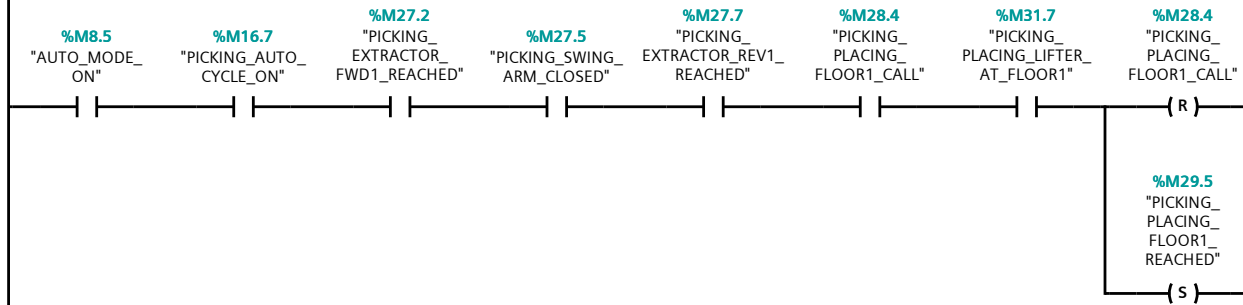 %M8.5
"AUTO_MODE_
ON"
%M16.7
"PICKING_AUTO_
CYCLE_ON"
%M27.2
"PICKING_
EXTRACTOR_
FWD1_REACHED"
%M27.5
"PICKING_SWING_
ARM_CLOSED"
%M27.7
"PICKING_
EXTRACTOR_REV1_
REACHED"
%M28.4
"PICKING_
PLACING_
FLOOR1_CALL"
%M31.7
"PICKING_
PLACING_LIFTER_
AT_FLOOR1"
%M28.4
"PICKING_
PLACING_
FLOOR1_CALL"
R
%M29.5
"PICKING_
PLACING_
FLOOR1_
REACHED"
S